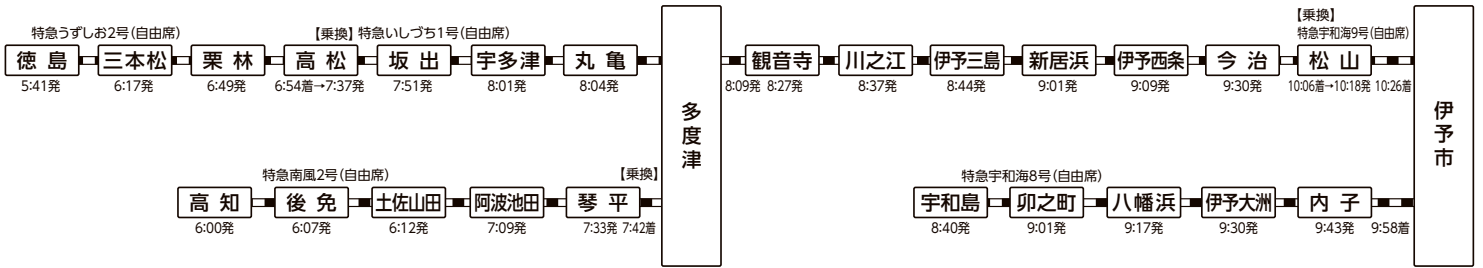 特急うずしお2号(自由席) 【乗換】 特急いしづち1号(自由席)
徳島 三本松 栗林 高松 坂出 宇多津 丸亀
5:41発 6:17発 6:49発 6:54着→7:37発 7:51発 8:01発 8:04発
特急南風2号(自由席) 【乗換】
高知 後免 土佐山田 阿波池田 琴平
6:00発 6:07発 6:12発 7:09発 7:33発 7:42着
多度津
【乗換】
特急宇和海9号(自由席)
観音寺 川之江 伊予三島 新居浜 伊予西条 今治 松山
8:09発 8:27発 8:37発 8:44発 9:01発 9:09発 9:30発 10:06着→10:18発 10:26着
特急宇和海8号(自由席)
宇和島 卯之町 八幡浜 伊予大洲 内子
8:40発 9:01発 9:17発 9:30発 9:43発 9:58着
伊予市